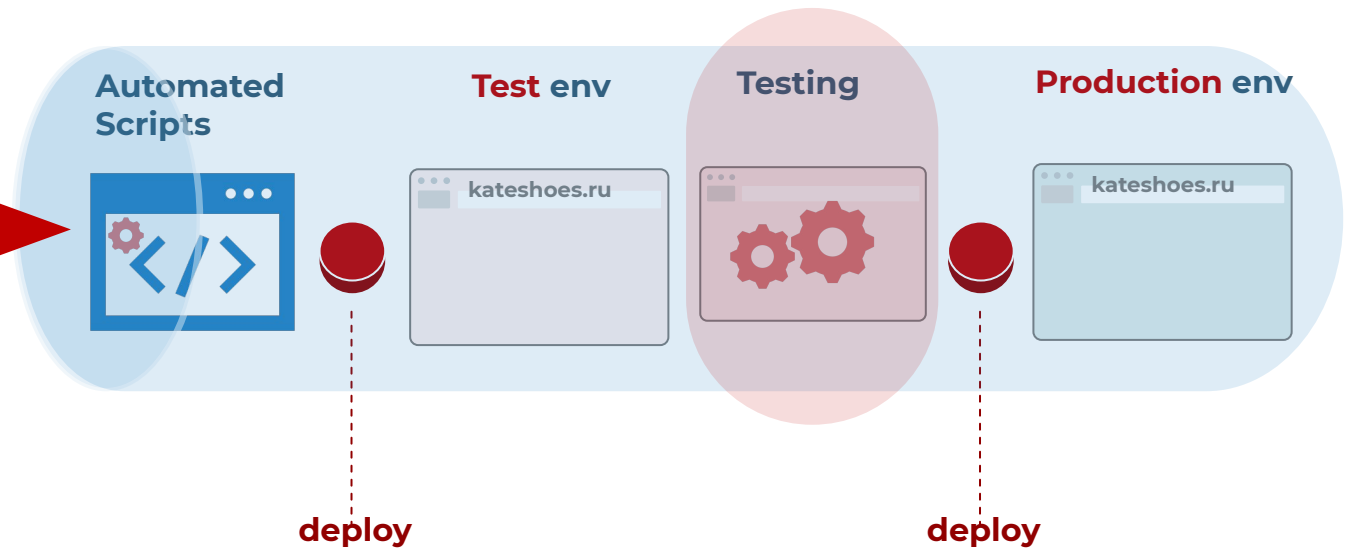 Automated
Scripts
Test env
Testing
Production env
kateshoes.ru
kateshoes.ru
deploy
deploy